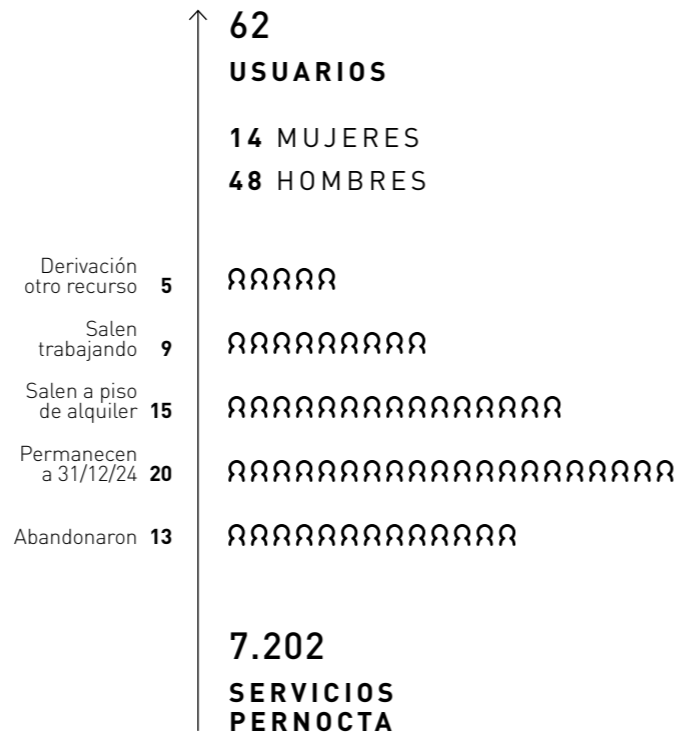 62
USUARIOS
14 MUJERES
48 HOMBRES
Derivación
otro recurso 5
Salen
trabajando 9
Salen a piso
de alquiler 15
Permanecen
a 31/12/24 20
Abandonaron 13
7.202
SERVICIOS
PERNOCTA